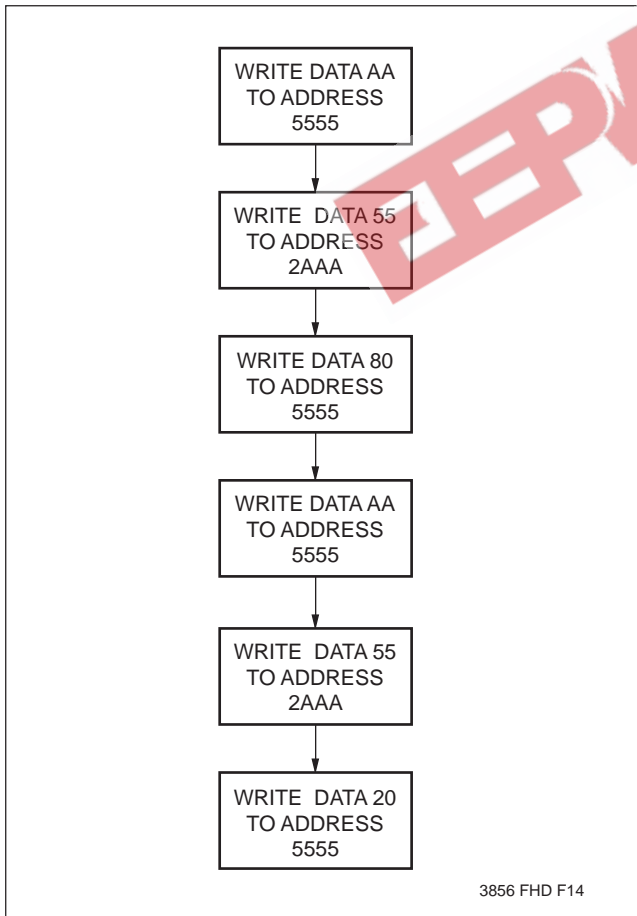 WRITE DATA AA
TO ADDRESS
5555
WRITE DATA 55
TO ADDRESS
2AAA
WRITE DATA 80
TO ADDRESS
5555
WRITE DATA AA
TO ADDRESS
5555
WRITE DATA 55
TO ADDRESS
2AAA
WRITE DATA 20
TO ADDRESS
5555
3856 FHD F14